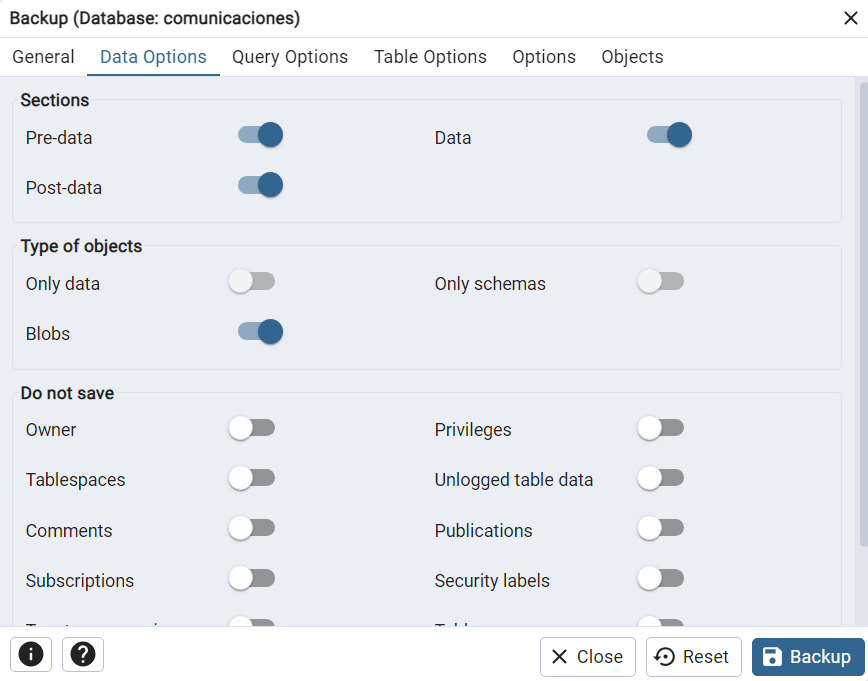 Backup (Database: comunicaciones)
General Data Options Query Options Table Options Options Objects
Sections
Pre-data Data
Post-data
Type of objects
Only data Only schemas
Blobs
Do not save
Owner Privileges
Tablespaces Unlogged table data
Comments Publications
Subscriptions Security labels
Close Reset Backup